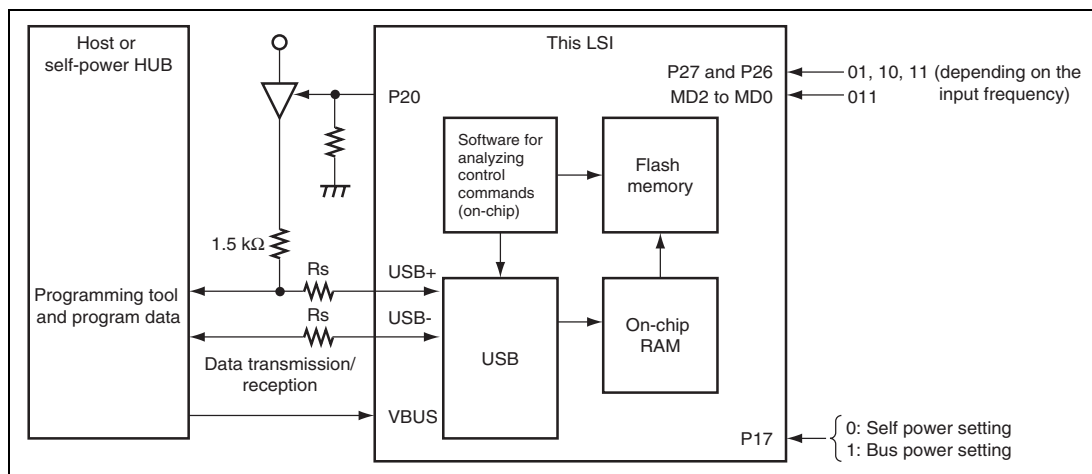 Host or
self-power HUB
This LSI
P27 and P26
01, 10, 11 (depending on the
input frequency)
MD2 to MD0
011
P20
Software for
analyzing
control
commands
(on-chip)
Flash
memory
1.5 kΩ
Rs
USB+
Programming tool
and program data
Rs
USB-
USB
On-chip
RAM
Data transmission/
reception
VBUS
P17
0: Self power setting
1: Bus power setting